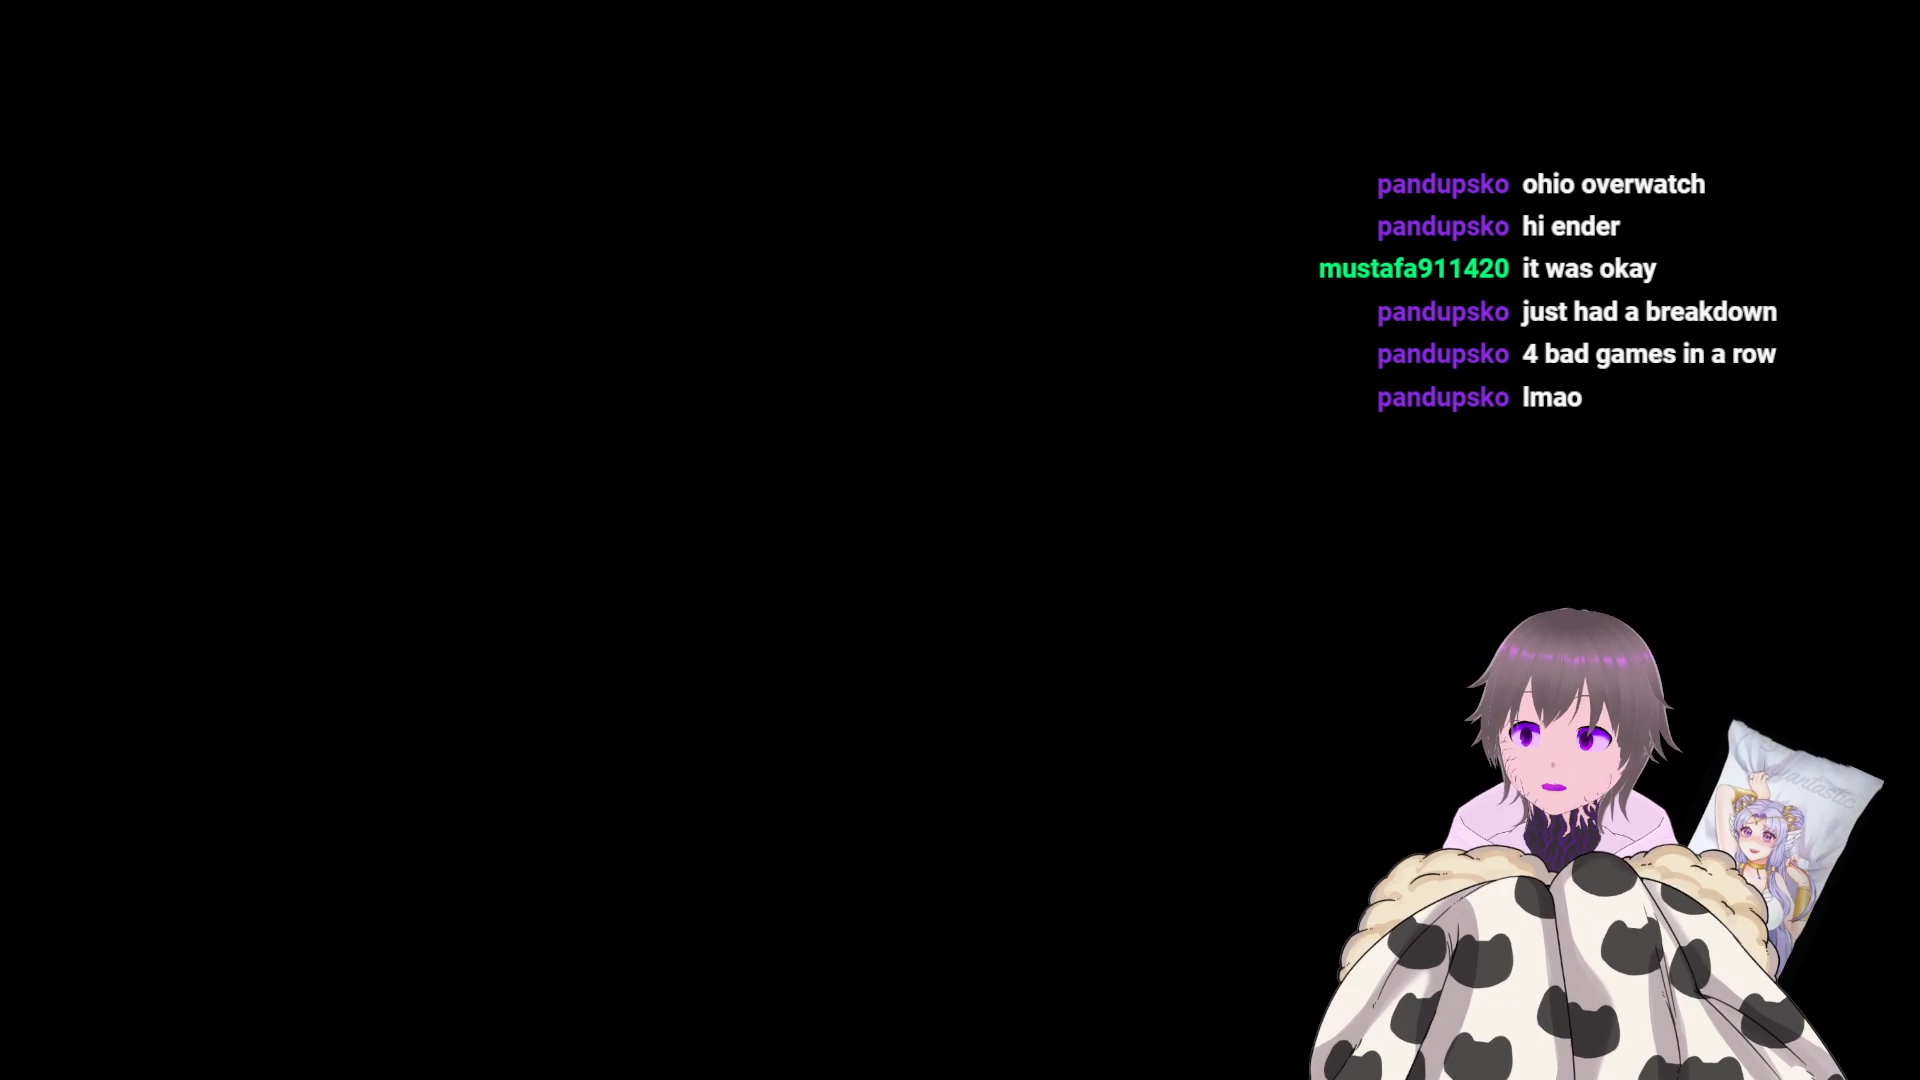 pandupsko ohio overwatch
pandupsko hi ender
mustafa911420 it was okay
pandupsko just had a breakdown
pandupsko 4 bad games in a row
pandupsko lmao